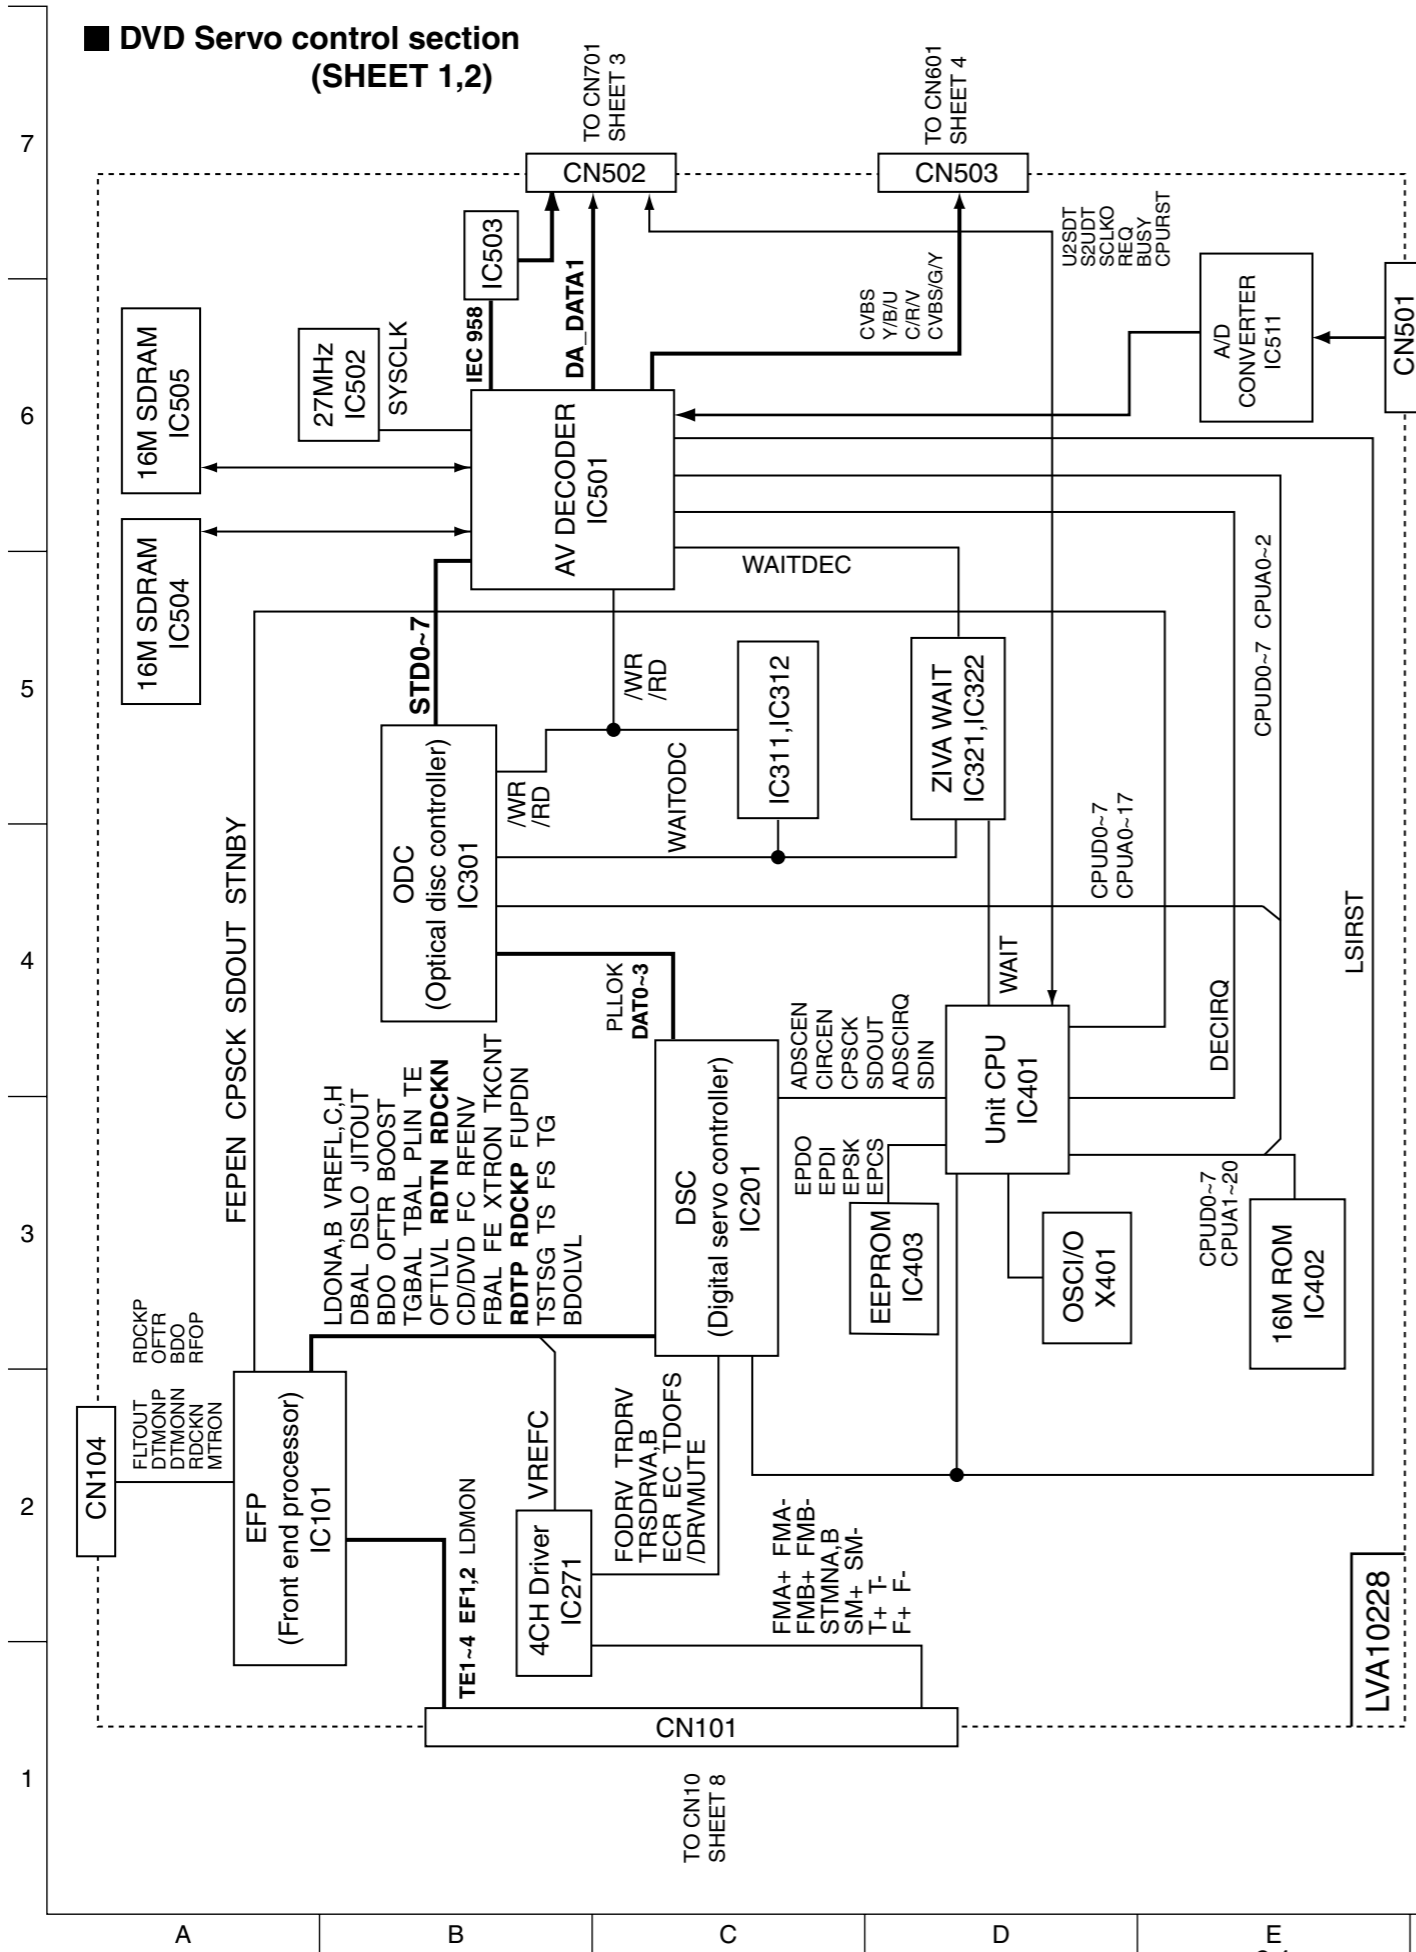 ■ DVD Servo control section
(SHEET 1,2)
7
6
5
4
3
2
1
TO CN701
SHEET 3
TO CN601
SHEET 4
CN502
CN503
IC503
U2SDT
S2UDT
SCLKO
REQ
BUSY
CPURST
CVBS
Y/B/U
C/R/V
CVBS/G/Y
A/D
CONVERTER
IC511
CN501
16M SDRAM
IC505
27MHz
IC502
SYSCLK
IEC 958
DA_DATA1
AV DECODER
IC501
16M SDRAM
IC504
WAITDEC
STD0~7
/WR
/RD
IC311,IC312
ZIVA WAIT
IC321,IC322
CPUD0~7 CPUA0~2
ODC
(Optical disc controller)
IC301
/WR
/RD
WAITODC
CPUD0~7
CPUA0~17
FEPEN CPSCK SDOUT STNBY
PLLOK
DAT0~3
WAIT
LSIRST
DECIRQ
LDONA,B VREFL,C,H
DBAL DSLO JITOUT
BDO OFTR BOOST
TGBAL TBAL PLIN TE
OFTLVL RDTN RDCKN
CD/DVD FC RFENV
FBAL FE XTRON TKCNT
RDTP RDCKP FUPDN
TSTSG TS FS TG
BDOLVL
DSC
(Digital servo controller)
IC201
ADSCEN
CIRCEN
CPSCK
SDOUT
ADSCIRQ
SDIN
Unit CPU
IC401
EPDO
EPDI
EPSK
EPCS
EEPROM
IC403
OSCI/O
X401
CPUD0~7
CPUA1~20
16M ROM
IC402
CN104
FLTOUT RDCKP
DTMONP OFTR
DTMONN BDO
RDCKN RFOP
MTRON
EFP
(Front end processor)
IC101
TE1~4 EF1,2 LDMON
VREFC
4CH Driver
IC271
FODRV TRDRV
TRSDRVA,B
ECR EC TDOFS
/DRVMUTE
FMA+ FMA-
FMB+ FMB-
STMNA,B
SM+ SM-
T+ T-
F+ F-
LVA10228
CN101
TO CN10
SHEET 8
A
B
C
D
E